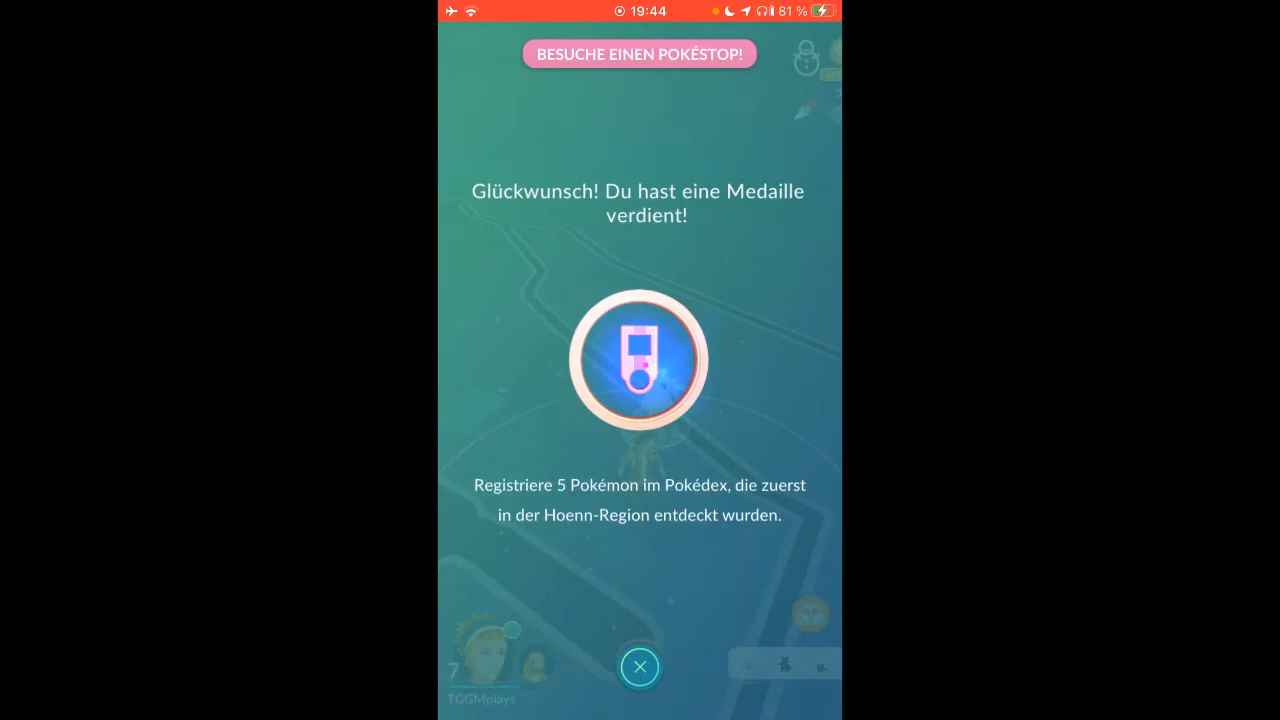 19:44
81 %
BESUCHE EINEN POKÉSTOP!
Glückwunsch! Du hast eine Medaille
verdient!
Registriere 5 Pokémon im Pokédex, die zuerst
in der Hoenn-Region entdeckt wurden.
7
TGGMplays